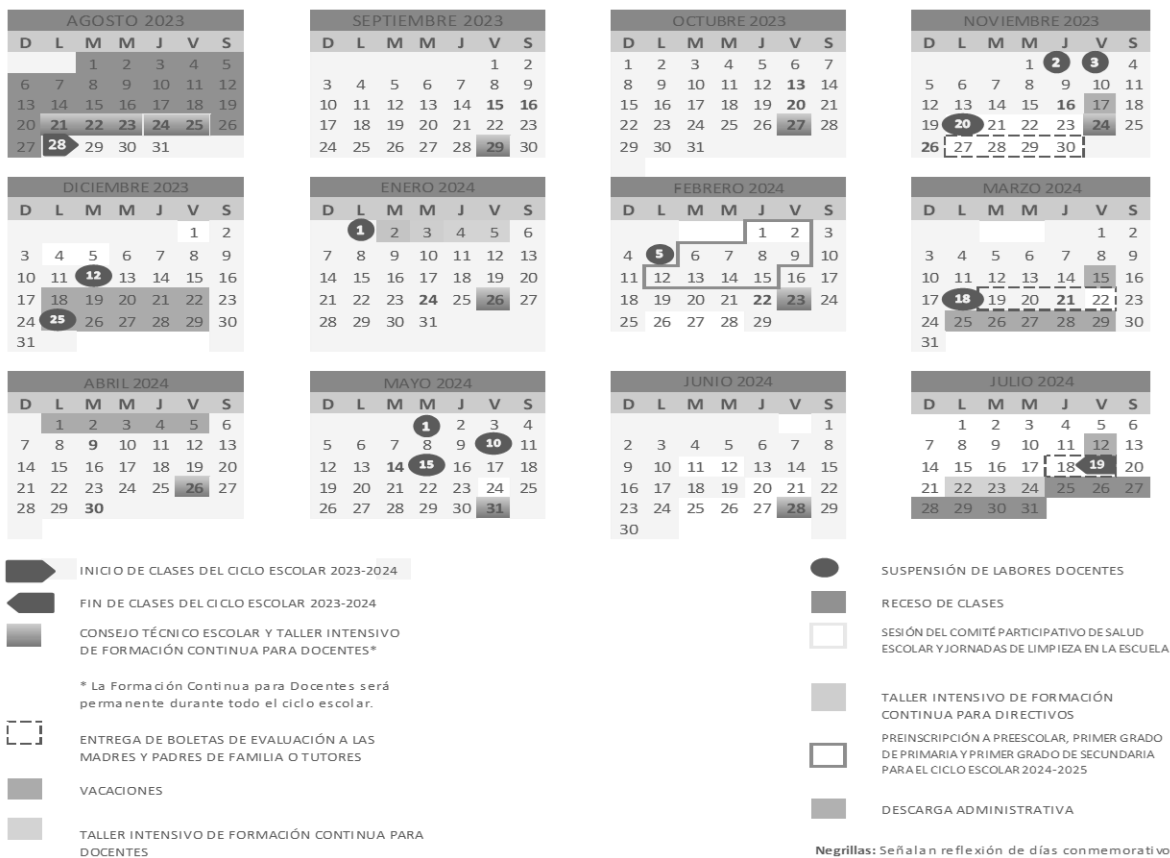 AGOSTO 2023
D L M M J V S
1 2 3 4 5
6 7 8 9 10 11 12
13 14 15 16 17 18 19
20 21 22 23 24 25 26
27 28 29 30 31
SEPTIEMBRE 2023
D L M M J V S
1 2
3 4 5 6 7 8 9
10 11 12 13 14 15 16
17 18 19 20 21 22 23
24 25 26 27 28 29 30
OCTUBRE 2023
D L M M J V S
1 2 3 4 5 6 7
8 9 10 11 12 13 14
15 16 17 18 19 20 21
22 23 24 25 26 27 28
29 30 31
NOVIEMBRE 2023
D L M M J V S
1 2 3 4
5 6 7 8 9 10 11
12 13 14 15 16 17 18
19 20 21 22 23 24 25
26 27 28 29 30
DICIEMBRE 2023
D L M M J V S
1 2
3 4 5 6 7 8 9
10 11 12 13 14 15 16
17 18 19 20 21 22 23
24 25 26 27 28 29 30
31
ENERO 2024
D L M M J V S
1 2 3 4 5 6
7 8 9 10 11 12 13
14 15 16 17 18 19 20
21 22 23 24 25 26 27
28 29 30 31
FEBRERO 2024
D L M M J V S
1 2 3
4 5 6 7 8 9 10
11 12 13 14 15 16 17
18 19 20 21 22 23 24
25 26 27 28 29
MARZO 2024
D L M M J V S
1 2
3 4 5 6 7 8 9
10 11 12 13 14 15 16
17 18 19 20 21 22 23
24 25 26 27 28 29 30
31
ABRIL 2024
D L M M J V S
1 2 3 4 5 6
7 8 9 10 11 12 13
14 15 16 17 18 19 20
21 22 23 24 25 26 27
28 29 30
MAYO 2024
D L M M J V S
1 2 3 4
5 6 7 8 9 10 11
12 13 14 15 16 17 18
19 20 21 22 23 24 25
26 27 28 29 30 31
JUNIO 2024
D L M M J V S
1
2 3 4 5 6 7 8
9 10 11 12 13 14 15
16 17 18 19 20 21 22
23 24 25 26 27 28 29
30
JULIO 2024
D L M M J V S
1 2 3 4 5 6
7 8 9 10 11 12 13
14 15 16 17 18 19 20
21 22 23 24 25 26 27
28 29 30 31
INICIO DE CLASES DEL CICLO ESCOLAR 2023-2024
FIN DE CLASES DEL CICLO ESCOLAR 2023-2024
CONSEJO TÉCNICO ESCOLAR Y TALLER INTENSIVO
DE FORMACIÓN CONTINUA PARA DOCENTES*
* La Formación Continua para Docentes será
permanente durante todo el ciclo escolar.
ENTREGA DE BOLETAS DE EVALUACIÓN A LAS
MADRES Y PADRES DE FAMILIA O TUTORES
VACACIONES
TALLER INTENSIVO DE FORMACIÓN CONTINUA PARA
DOCENTES
SUSPENSIÓN DE LABORES DOCENTES
RECESO DE CLASES
SESIÓN DEL COMITÉ PARTICIPATIVO DE SALUD
ESCOLAR Y JORNADAS DE LIMPIEZA EN LA ESCUELA
TALLER INTENSIVO DE FORMACIÓN
CONTINUA PARA DIRECTIVOS
PREINSCRIPCIÓN A PREESCOLAR, PRIMER GRADO
DE PRIMARIA Y PRIMER GRADO DE SECUNDARIA
PARA EL CICLO ESCOLAR 2024-2025
DESCARGA ADMINISTRATIVA
Negrillas: Señalan reflexión de días conmemorativo